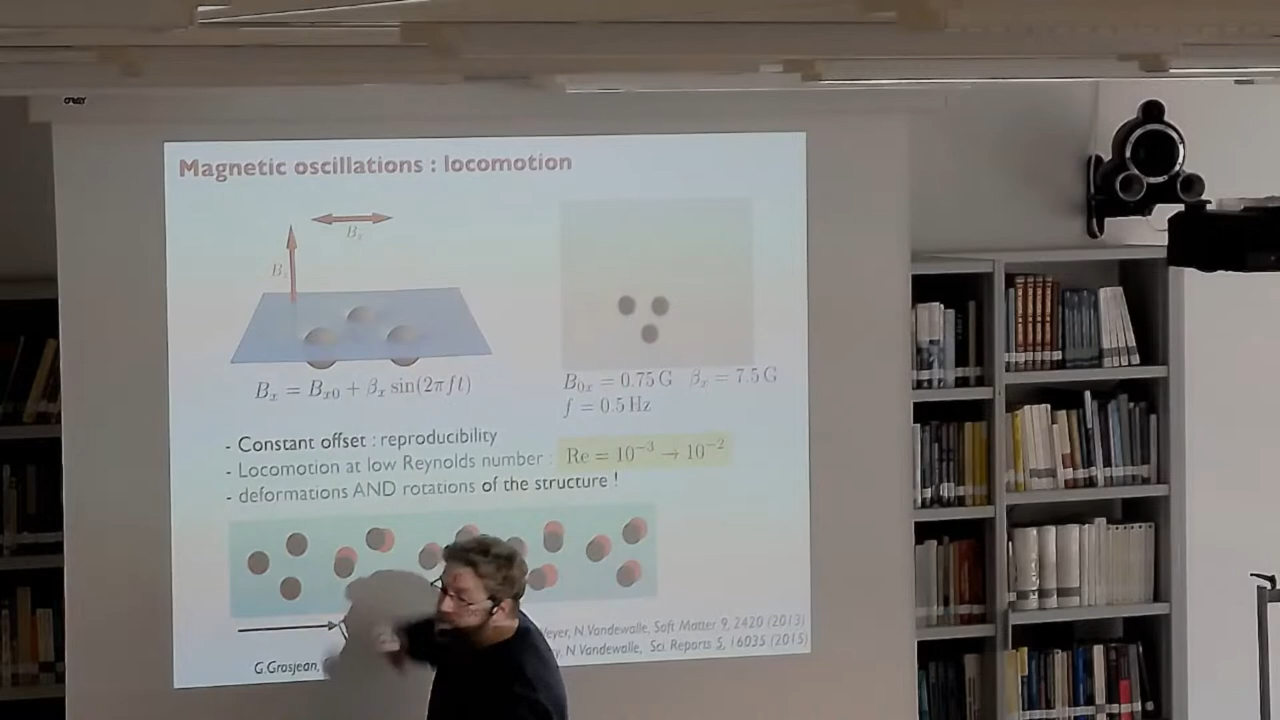 Magnetic oscillations : locomotion
B_x
B_z
B_x = B_x0 + β_x sin(2π f t)
B_0x = 0.75 G β_x = 7.5 G
f = 0.5 Hz
- Constant offset : reproducibility
- Locomotion at low Reynolds number : Re = 10⁻³ → 10⁻²
- deformations AND rotations of the structure !
N. Vandewalle, Soft Matter 9, 2420 (2013)
G. Grosjean, N. Vandewalle, Sci. Reports 5, 16035 (2015)